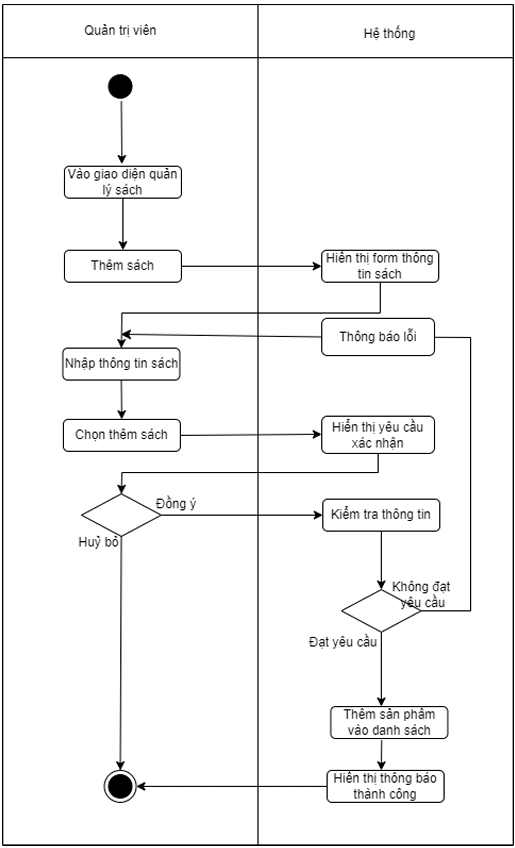 Quản trị viên
Hệ thống
Vào giao diện quản
lý sách
Thêm sách
Hiển thị form thông
tin sách
Thông báo lỗi
Nhập thông tin sách
Chọn thêm sách
Hiển thị yêu cầu
xác nhận
Đồng ý
Huỷ bỏ
Kiểm tra thông tin
Không đạt
yêu cầu
Đạt yêu cầu
Thêm sản phẩm
vào danh sách
Hiển thị thông báo
thành công